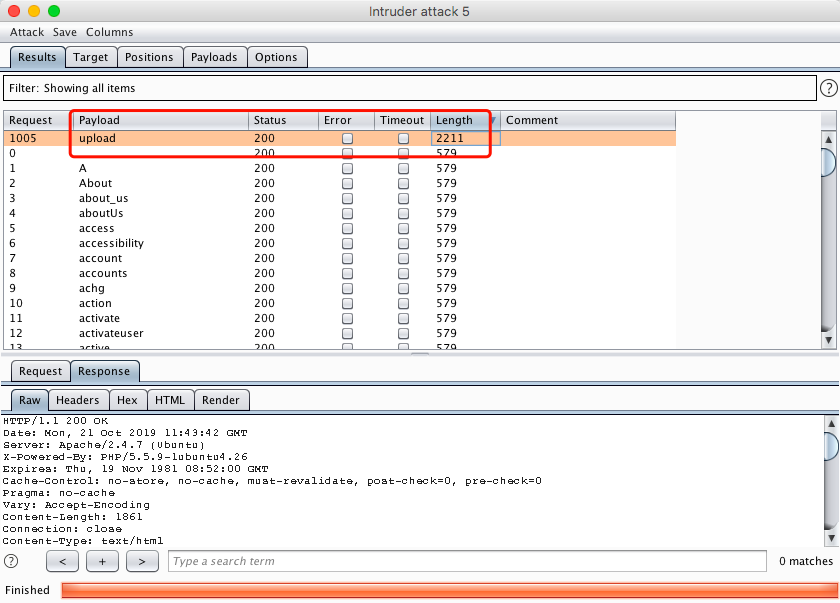 Intruder attack 5
Attack Save Columns
Results Target Positions Payloads Options
Filter: Showing all items ?
Request Payload Status Error Timeout Length Comment
1005 upload 200 2211
0 200 579
1 A 200 579
2 About 200 579
3 about_us 200 579
4 aboutUs 200 579
5 access 200 579
6 accessibility 200 579
7 account 200 579
8 accounts 200 579
9 achg 200 579
10 action 200 579
11 activate 200 579
12 activateuser 200 579
13 active 200 579
Request Response
Raw Headers Hex HTML Render
HTTP/1.1 200 OK
Date: Mon, 21 Oct 2019 11:43:42 GMT
Server: Apache/2.4.7 (Ubuntu)
X-Powered-By: PHP/5.5.9-1ubuntu4.26
Expires: Thu, 19 Nov 1981 08:52:00 GMT
Cache-Control: no-store, no-cache, must-revalidate, post-check=0, pre-check=0
Pragma: no-cache
Vary: Accept-Encoding
Content-Length: 1861
Connection: close
Content-Type: text/html
? < + > Type a search term 0 matches
Finished